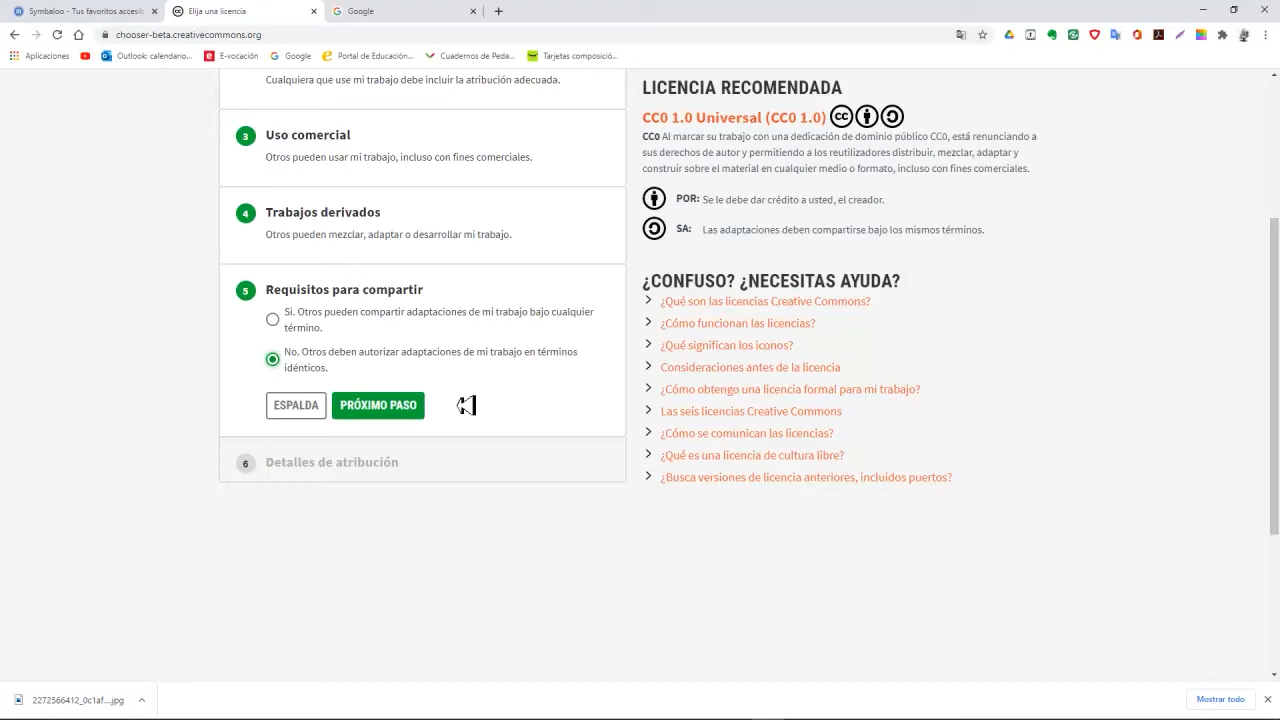 Symbaloo - Tus favoritos accesib
Elija una licencia
Google
chooser-beta.creativecommons.org
Aplicaciones
Outlook: calendario...
E-vocación
Google
Portal de Educación...
Cuadernos de Peda...
Tarjetas composició...
Cualquiera que use mi trabajo debe incluir la atribución adecuada.
3 Uso comercial
Otros pueden usar mi trabajo, incluso con fines comerciales.
4 Trabajos derivados
Otros pueden mezclar, adaptar o desarrollar mi trabajo.
5 Requisitos para compartir
Si. Otros pueden compartir adaptaciones de mi trabajo bajo cualquier
término.
No. Otros deben autorizar adaptaciones de mi trabajo en términos
idénticos.
ESPALDA PRÓXIMO PASO
6 Detalles de atribución
LICENCIA RECOMENDADA
CC0 1.0 Universal (CC0 1.0)
CC0 Al marcar su trabajo con una dedicación de dominio público CC0, está renunciando a
sus derechos de autor y permitiendo a los reutilizadores distribuir, mezclar, adaptar y
construir sobre el material en cualquier medio o formato, incluso con fines comerciales.
POR: Se le debe dar crédito a usted, el creador.
SA: Las adaptaciones deben compartirse bajo los mismos términos.
¿CONFUSO? ¿NECESITAS AYUDA?
¿Qué son las licencias Creative Commons?
¿Cómo funcionan las licencias?
¿Qué significan los iconos?
Consideraciones antes de la licencia
¿Cómo obtengo una licencia formal para mi trabajo?
Las seis licencias Creative Commons
¿Cómo se comunican las licencias?
¿Qué es una licencia de cultura libre?
¿Busca versiones de licencia anteriores, incluidos puertos?
2272566412_0c1af....jpg
Mostrar todo